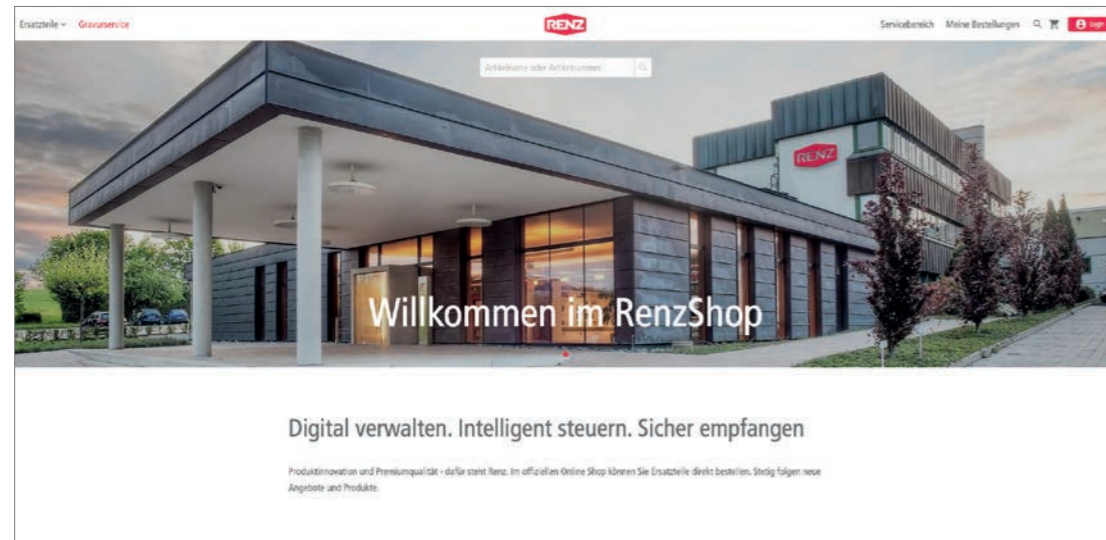 Ersatzteile Gravurservice
RENZ
Servicebereich Meine Bestellungen Login
Artikelname oder Artikelnummer
RENZ
Willkommen im RenzShop
Digital verwalten. Intelligent steuern. Sicher empfangen
Produktinnovation und Premiumqualität - dafür steht Renz. Im offiziellen Online Shop können Sie Ersatzteile direkt bestellen. Stetig folgen neue
Angebote und Produkte.